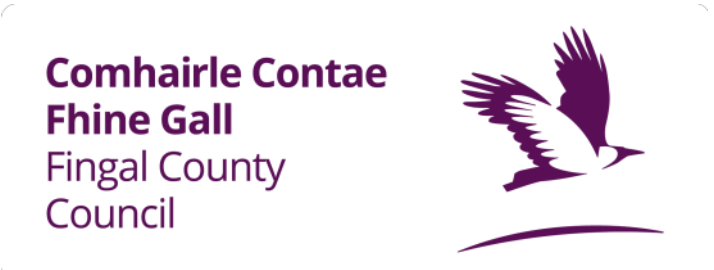 Comhairle Contae
Fhine Gall
Fingal County
Council